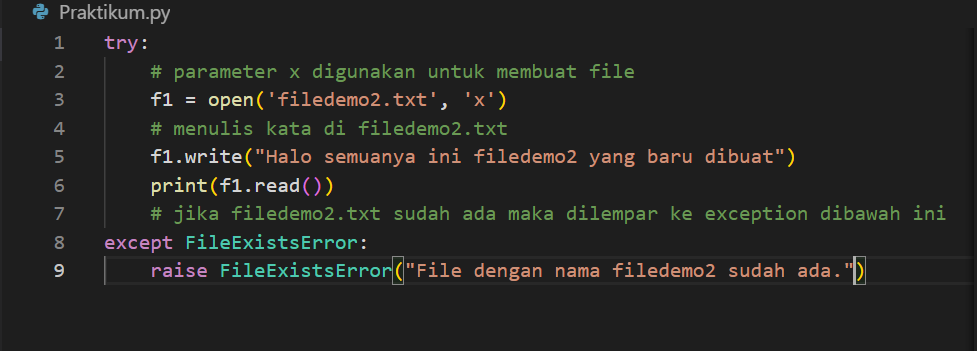 Praktikum.py
1 try:
2     # parameter x digunakan untuk membuat file
3     f1 = open('filedemo2.txt', 'x')
4     # menulis kata di filedemo2.txt
5     f1.write("Halo semuanya ini filedemo2 yang baru dibuat")
6     print(f1.read())
7     # jika filedemo2.txt sudah ada maka dilempar ke exception dibawah ini
8 except FileExistsError:
9     raise FileExistsError("File dengan nama filedemo2 sudah ada.")